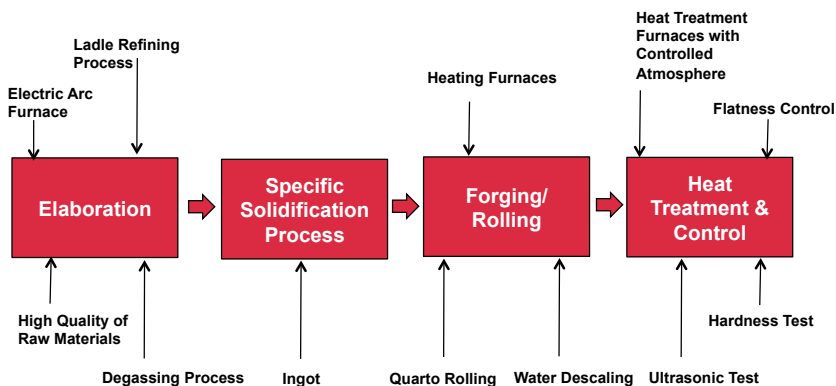 Ladle Refining
Process
Electric Arc
Furnace
Heating Furnaces
Heat Treatment
Furnaces with
Controlled
Atmosphere
Flatness Control
Elaboration
Specific
Solidification
Process
Forging/
Rolling
Heat
Treatment &
Control
High Quality of
Raw Materials
Degassing Process
Ingot
Quarto Rolling
Water Descaling
Ultrasonic Test
Hardness Test